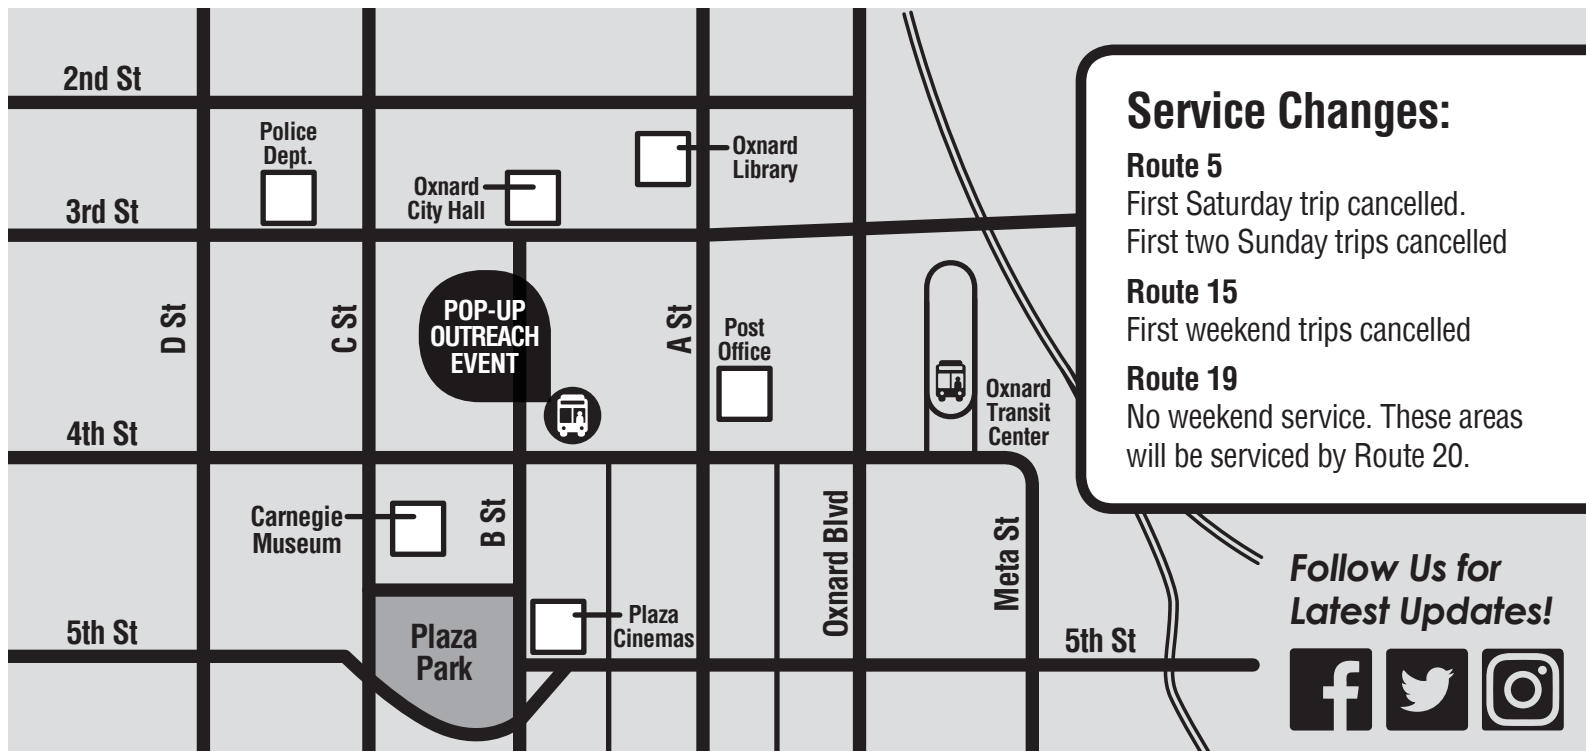 2nd St
Police
Dept.
Oxnard
Library
Oxnard
City Hall
3rd St
D St
C St
POP-UP
OUTREACH
EVENT
A St
Post
Office
Oxnard
Transit
Center
4th St
Carnegie
Museum
B St
Oxnard Blvd
Meta St
5th St
Plaza
Park
Plaza
Cinemas
5th St
Service Changes:
Route 5
First Saturday trip cancelled.
First two Sunday trips cancelled
Route 15
First weekend trips cancelled
Route 19
No weekend service. These areas
will be serviced by Route 20.
Follow Us for
Latest Updates!